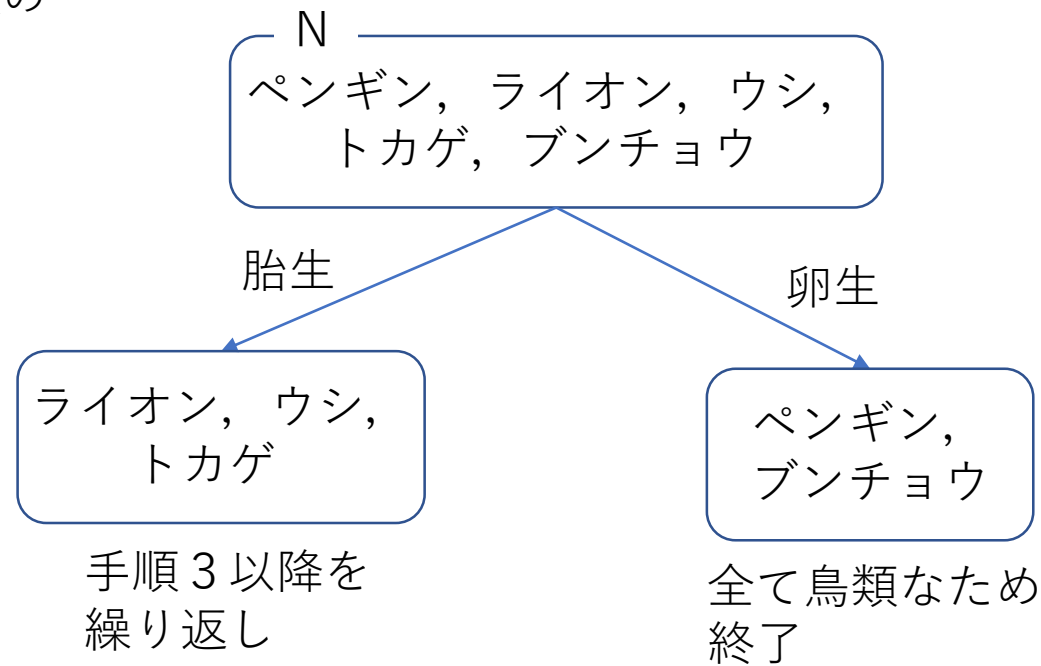 の
N
ペンギン，ライオン，ウシ，
トカゲ，ブンチョウ
胎生
卵生
ライオン，ウシ，
トカゲ
ペンギン，
ブンチョウ
手順３以降を
繰り返し
全て鳥類なため
終了